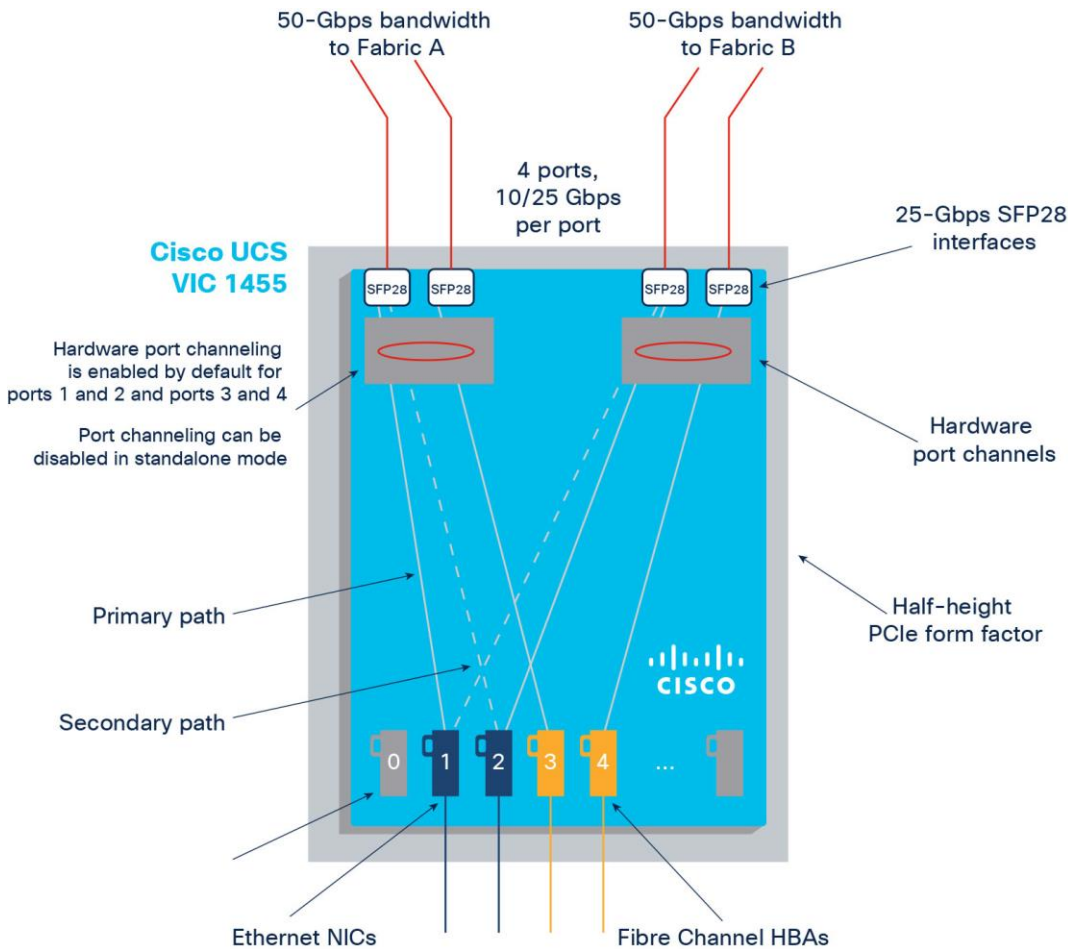 50-Gbps bandwidth
to Fabric A
50-Gbps bandwidth
to Fabric B
4 ports,
10/25 Gbps
per port
25-Gbps SFP28
interfaces
Cisco UCS
VIC 1455
SFP28
SFP28
SFP28
SFP28
Hardware port channeling
is enabled by default for
ports 1 and 2 and ports 3 and 4
Port channeling can be
disabled in standalone mode
Hardware
port channels
Primary path
Half-height
PCIe form factor
CISCO
Secondary path
0
1
2
3
4
...
Ethernet NICs
Fibre Channel HBAs